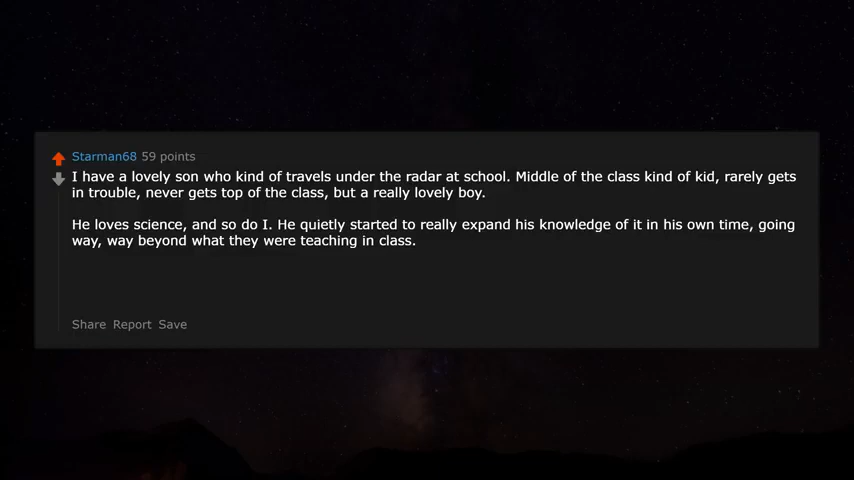 Starman68 59 points
I have a lovely son who kind of travels under the radar at school. Middle of the class kind of kid, rarely gets
in trouble, never gets top of the class, but a really lovely boy.
He loves science, and so do I. He quietly started to really expand his knowledge of it in his own time, going
way, way beyond what they were teaching in class.
Share Report Save